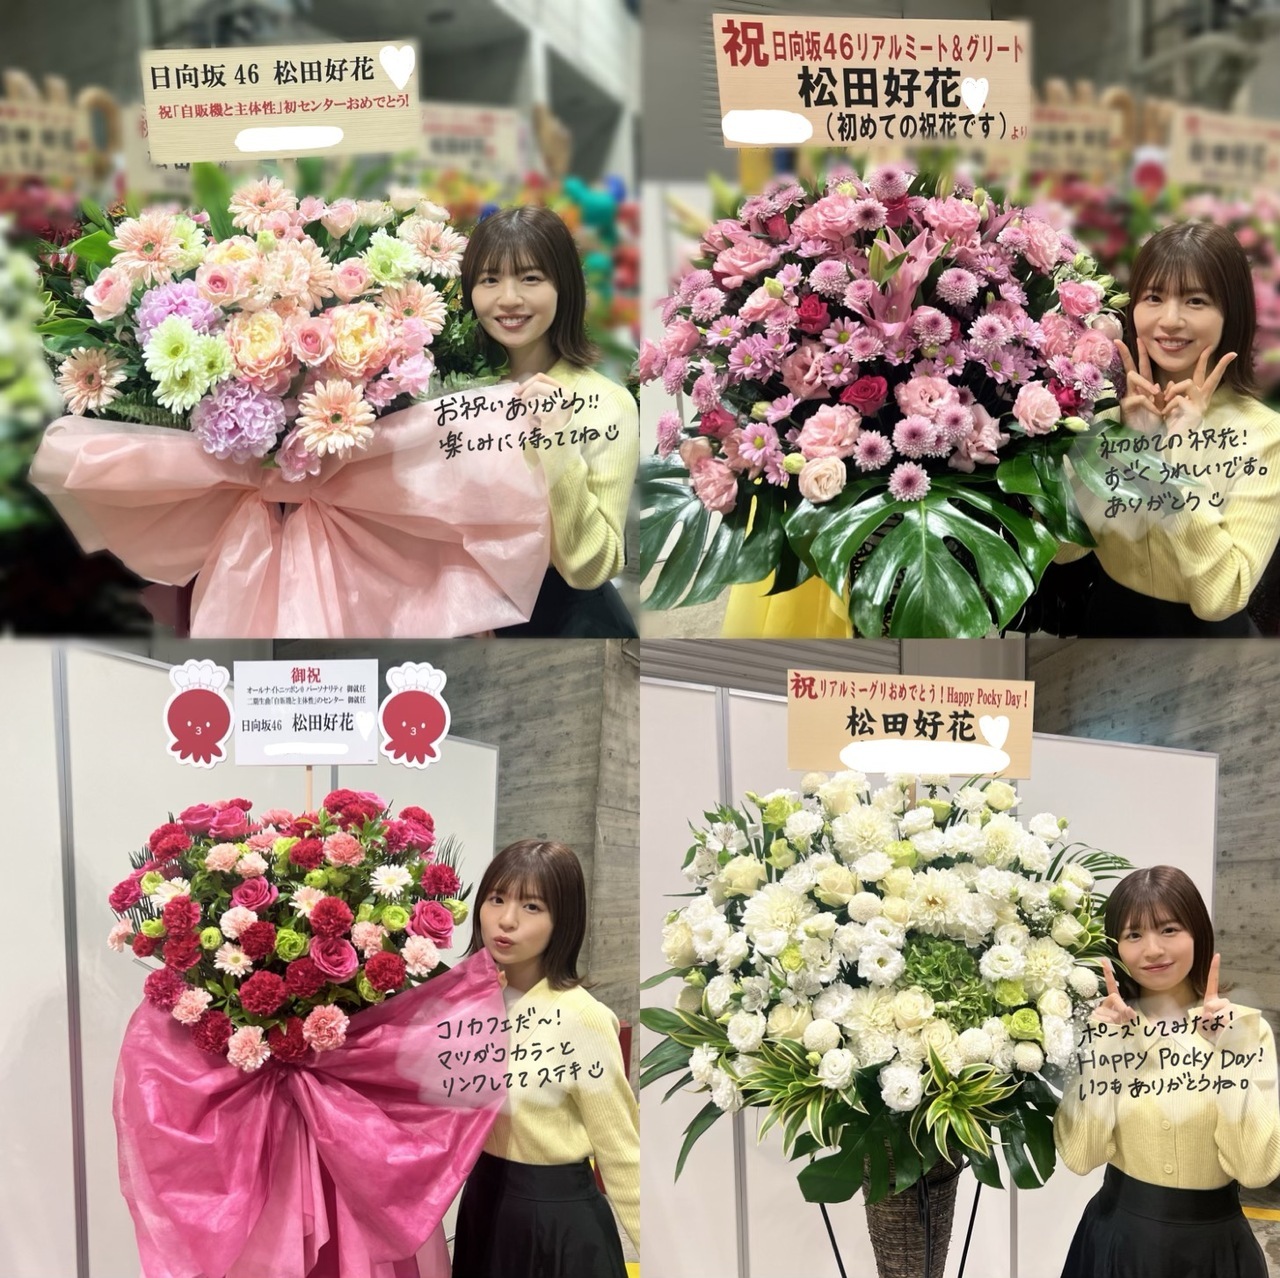 日向坂 46 松田好花
祝「自販機と主体性」初センターおめでとう!
お祝いありがとう!!
楽しみに待っててね
祝日向坂46リアルミート&グリート
松田好花
(初めての祝花です)より
初めての祝花!
すごくうれしいです。
ありがとう
御祝
オールナイトニッポン0 パーソナリティ 御就任
二期生曲「自販機と主体性」のセンター 御就任
日向坂46 松田好花
3
3
コノカフェだ〜!
マツダコカラーと
リンクしてて ステキ
祝リアルミーグリおめでとう!Happy Pocky Day!
松田好花
ポーズしてみたよ!
Happy Pocky Day!
いつもありがとうね。